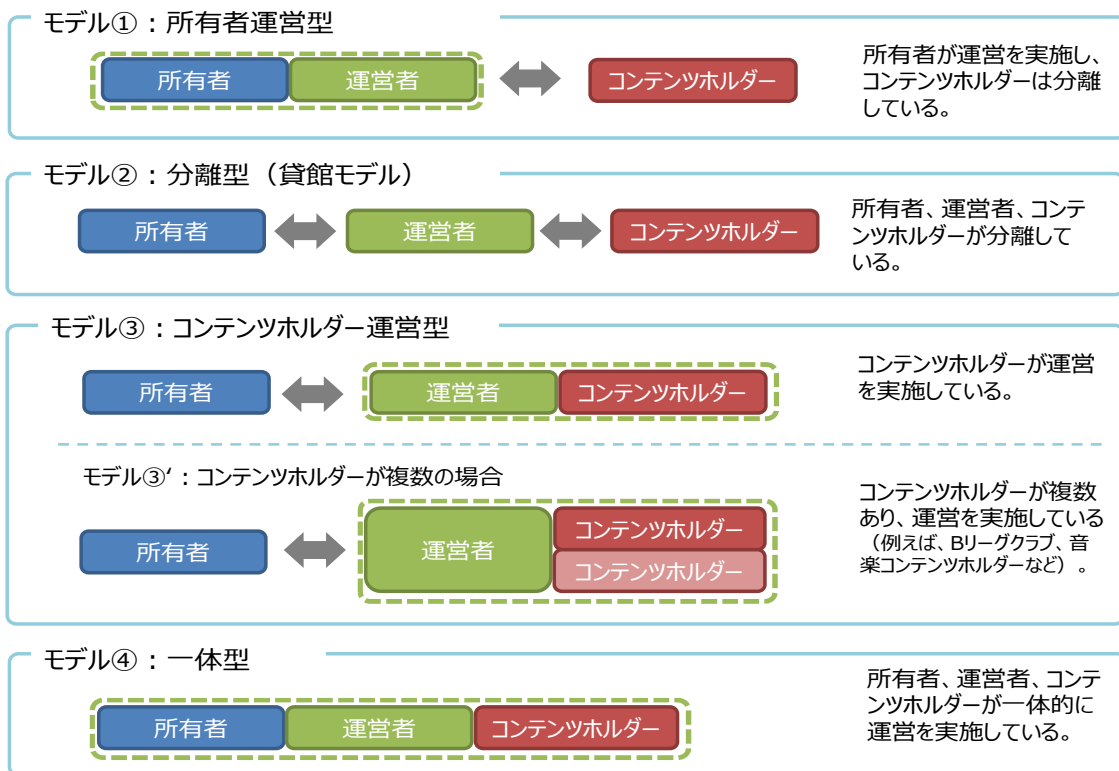 モデル①：所有者運営型
所有者
運営者
コンテンツホルダー
所有者が運営を実施し、
コンテンツホルダーは分離
している。
モデル②：分離型（貸館モデル）
所有者
運営者
コンテンツホルダー
所有者、運営者、コンテ
ンツホルダーが分離して
いる。
モデル③：コンテンツホルダー運営型
所有者
運営者
コンテンツホルダー
コンテンツホルダーが運営
を実施している。
モデル③‘：コンテンツホルダーが複数の場合
所有者
運営者
コンテンツホルダー
コンテンツホルダー
コンテンツホルダーが複数
あり、運営を実施している
（例えば、Bリーグクラブ、音
楽コンテンツホルダーなど）。
モデル④：一体型
所有者
運営者
コンテンツホルダー
所有者、運営者、コンテ
ンツホルダーが一体的に
運営を実施している。